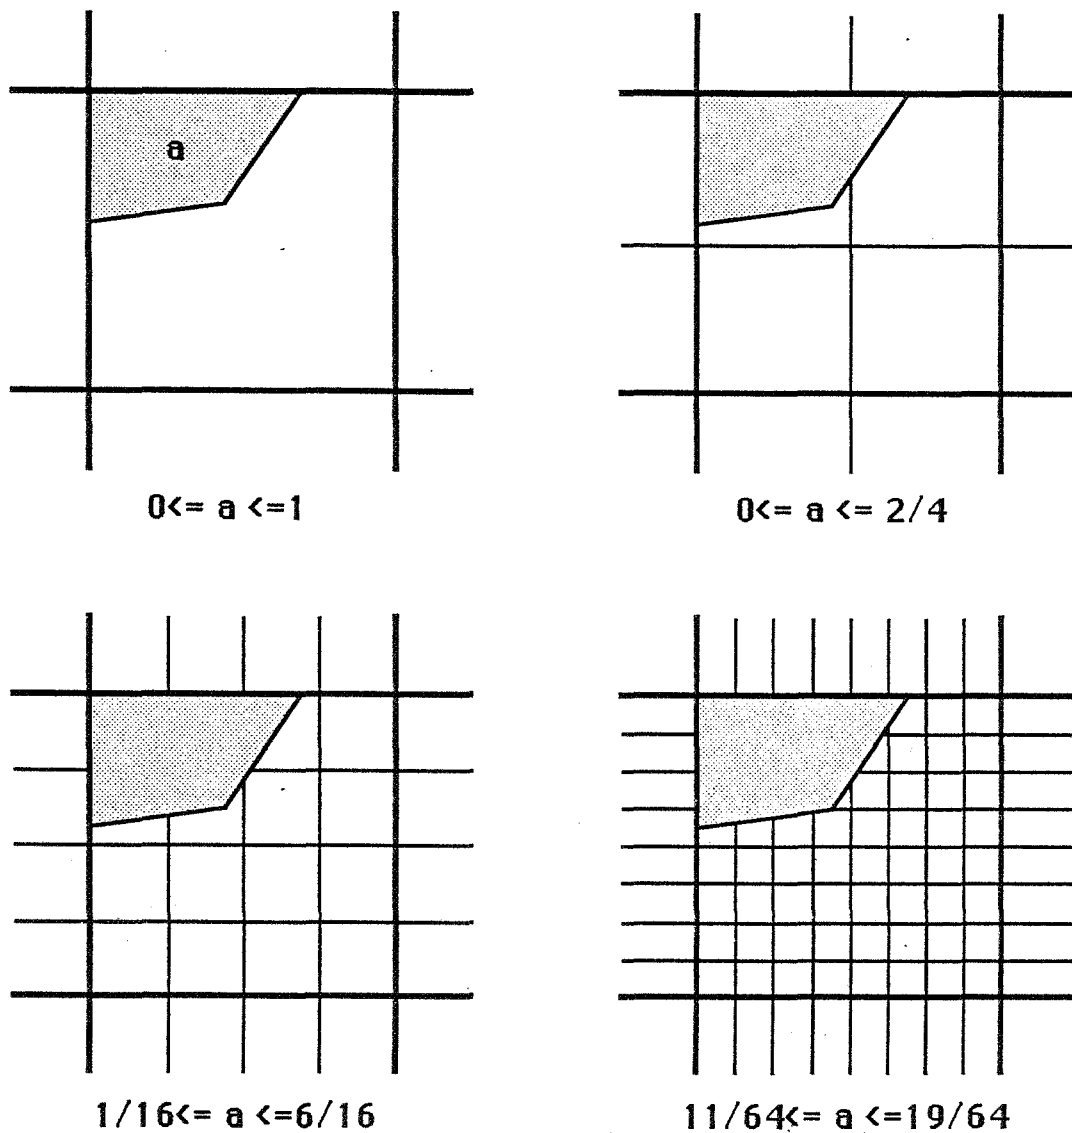 a
0<= a <=1
0<= a <= 2/4
1/16<= a <=6/16
11/64<= a <=19/64